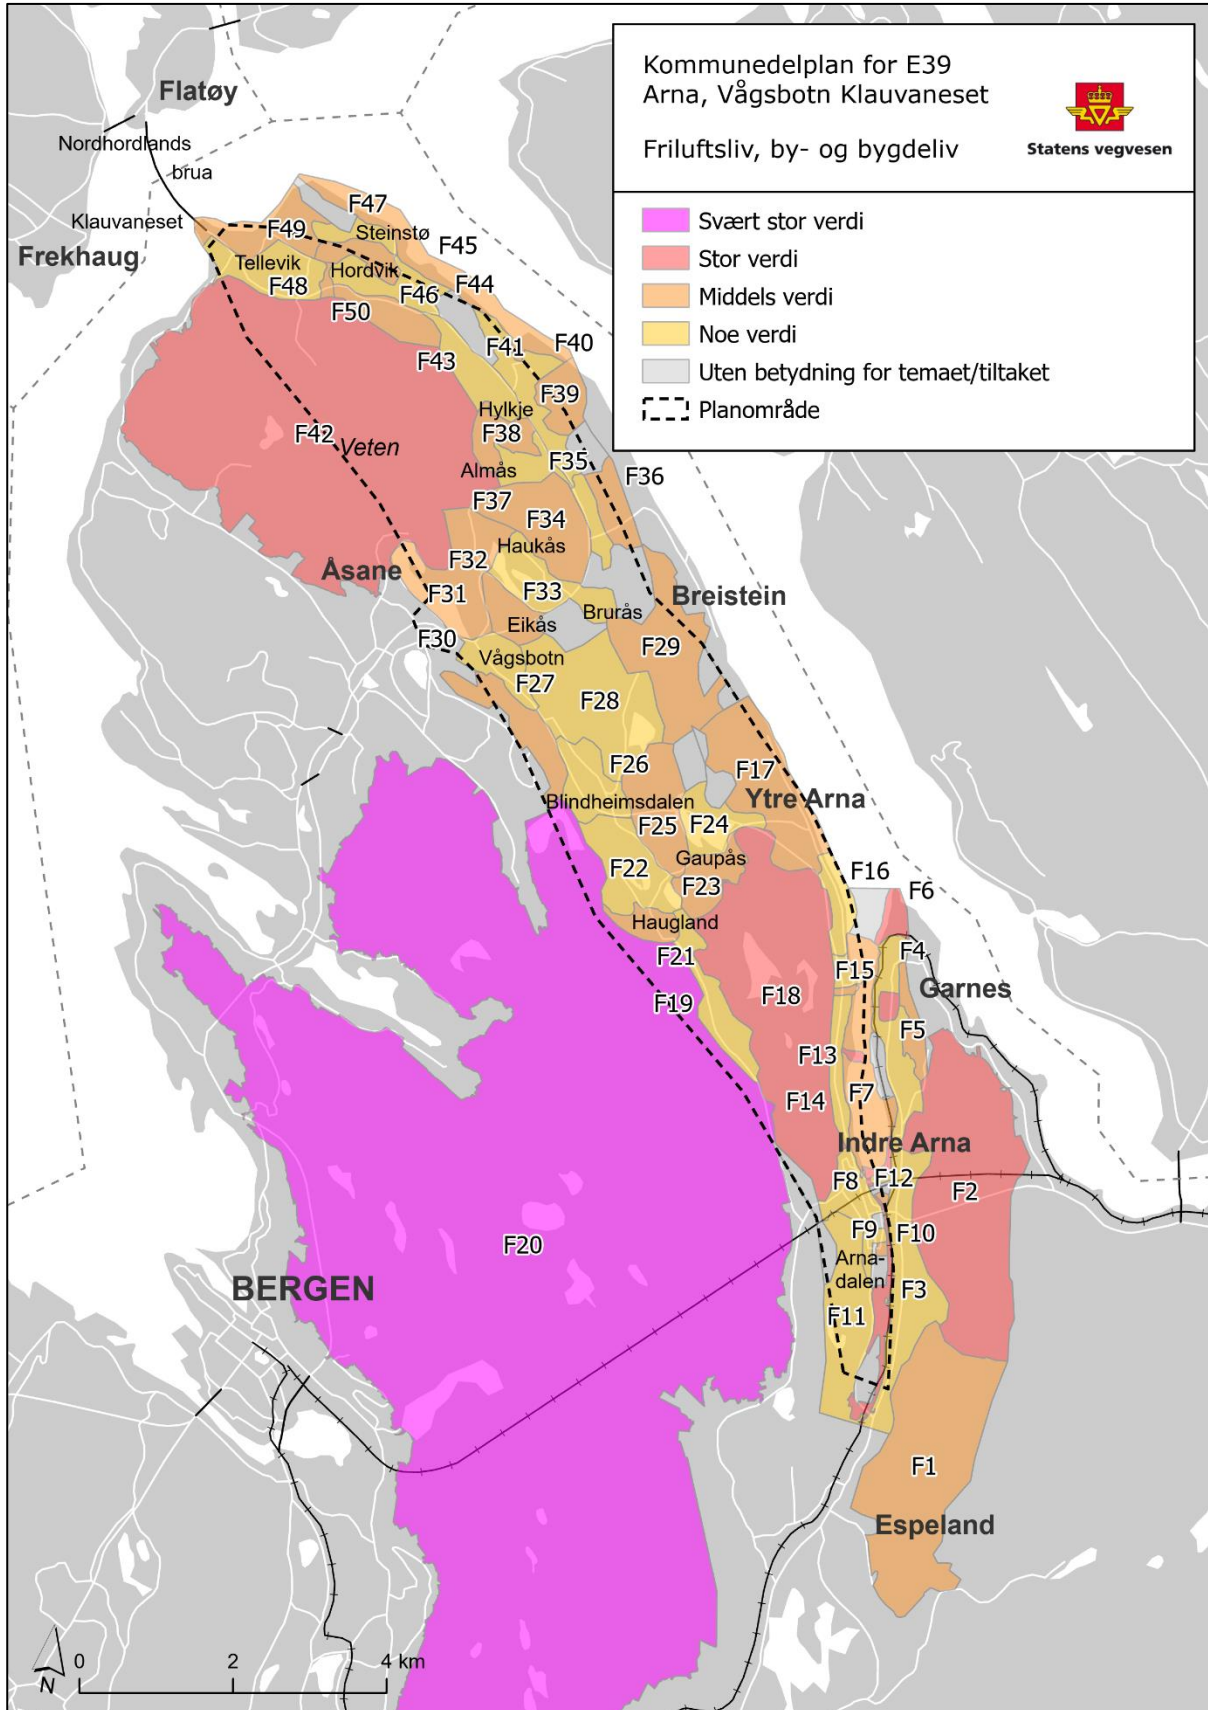 Kommunedelplan for E39
Arna, Vågsbotn Klauvaneset
Friluftsliv, by- og bygdeliv
Statens vegvesen
Svært stor verdi
Stor verdi
Middels verdi
Noe verdi
Uten betydning for temaet/tiltaket
Planområde
Flatøy
Nordhordlands
brua
Klauvaneset
Frekhaug
F47
F49
Steinstø
F45
Tellevik
Hordvik
F48
F46
F44
F50
F41
F40
F43
F39
Hylkje
F42
Veten
F38
F35
Almås
F36
F37
F34
Haukås
Åsane
F32
F31
F33
Breistein
Brurås
Eikås
F30
F29
Vågsbotn
F27
F28
F26
F17
Blindheimsdalen
Ytre Arna
F25
F24
Gaupås
F22
F16
F23
F6
Haugland
F21
F4
F15
Garnes
F19
F18
F5
F13
F7
F14
Indre Arna
F8
F12
F2
F9
F10
F20
Arna-
dalen
BERGEN
F3
F11
F1
Espeland
N
0
2
4 km